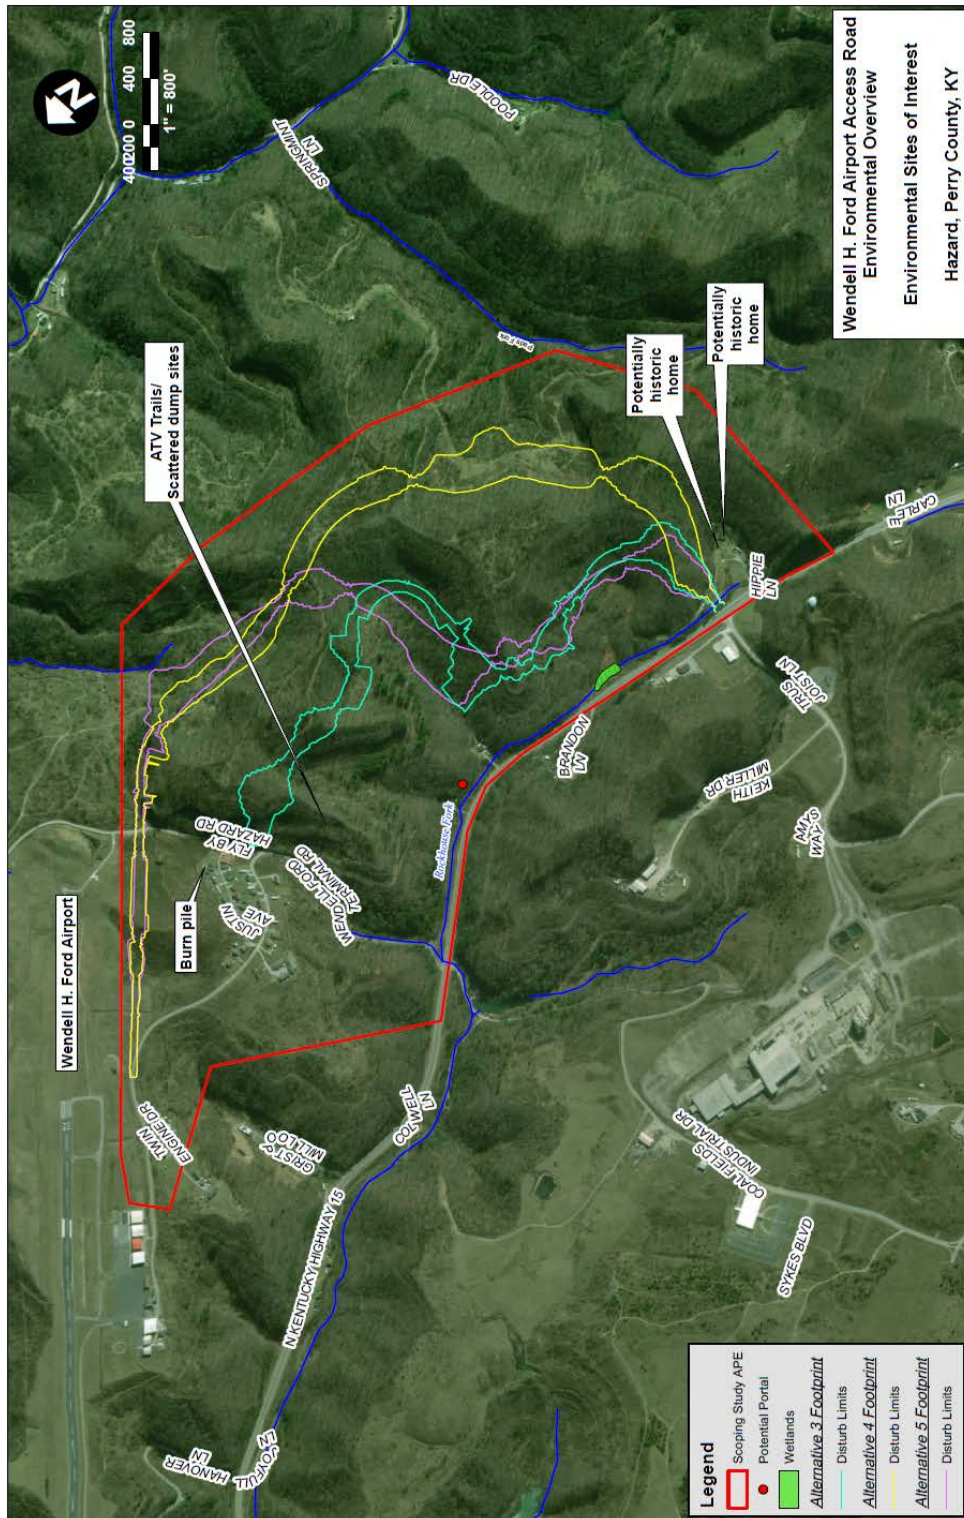 Wendell H. Ford Airport Access Road
Environmental Overview
Environmental Sites of Interest
Hazard, Perry County, KY
N
400 200 0 400 800
1" = 800'
Wendell H. Ford Airport
ATV Trails/
Scattered dump sites
Burn pile
Potentially
historic
home
Potentially
historic
home
POODLE DR
SPRINGMINT
LN
Pats Fork
CARLEE
LN
HIPPIE
LN
TRUS
JOIST LN
BRANDON
LN
KEITH
MILLER DR
AMYS
WAY
Rockhouse Fork
FLY BY
HAZARD RD
WENDELL FORD
TERMINAL RD
JUSTIN
AVE
TWIN
ENGINE DR
GRIST
MILL LOOP
COLWELL
LN
N KENTUCKY HIGHWAY 15
COALFIELDS
INDUSTRIAL DR
SYKES BLVD
HANOVER
LN
Legend
Scoping Study APE
Potential Portal
Wetlands
Alternative 3 Footprint
Disturb Limits
Alternative 4 Footprint
Disturb Limits
Alternative 5 Footprint
Disturb Limits